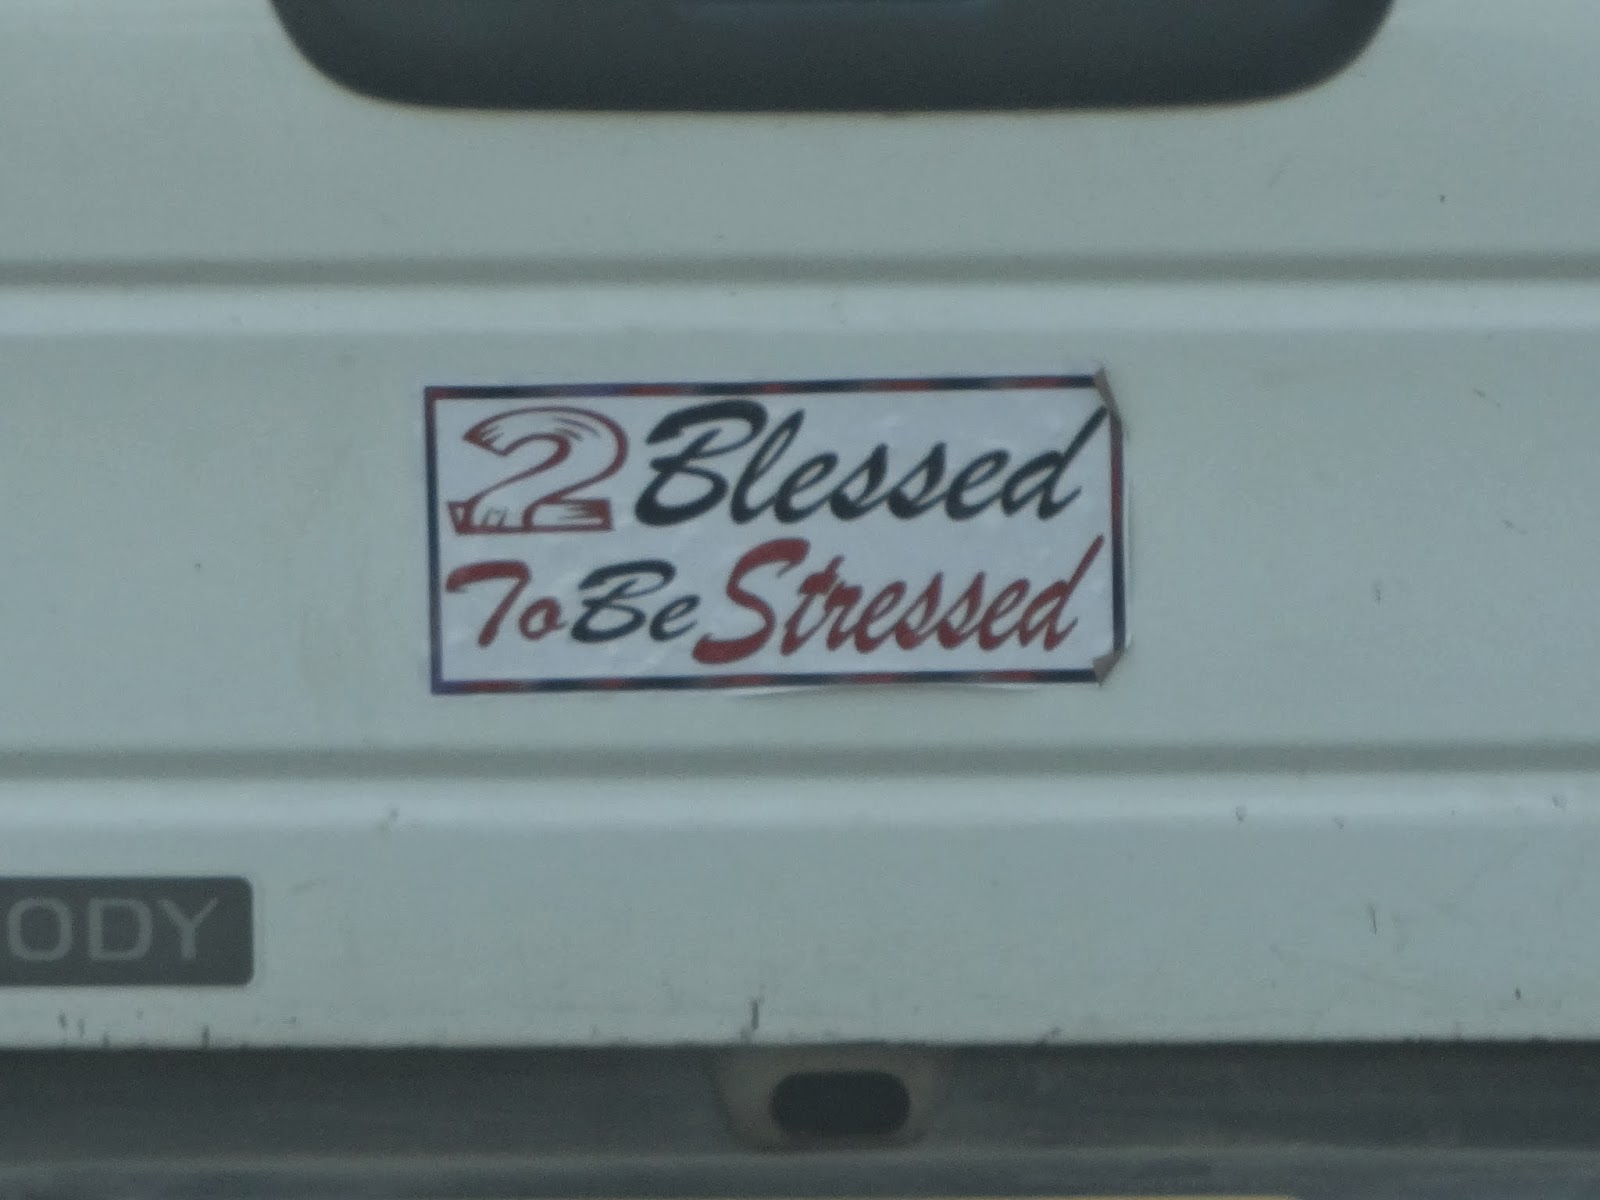 2 Blessed
To Be Stressed
ODY